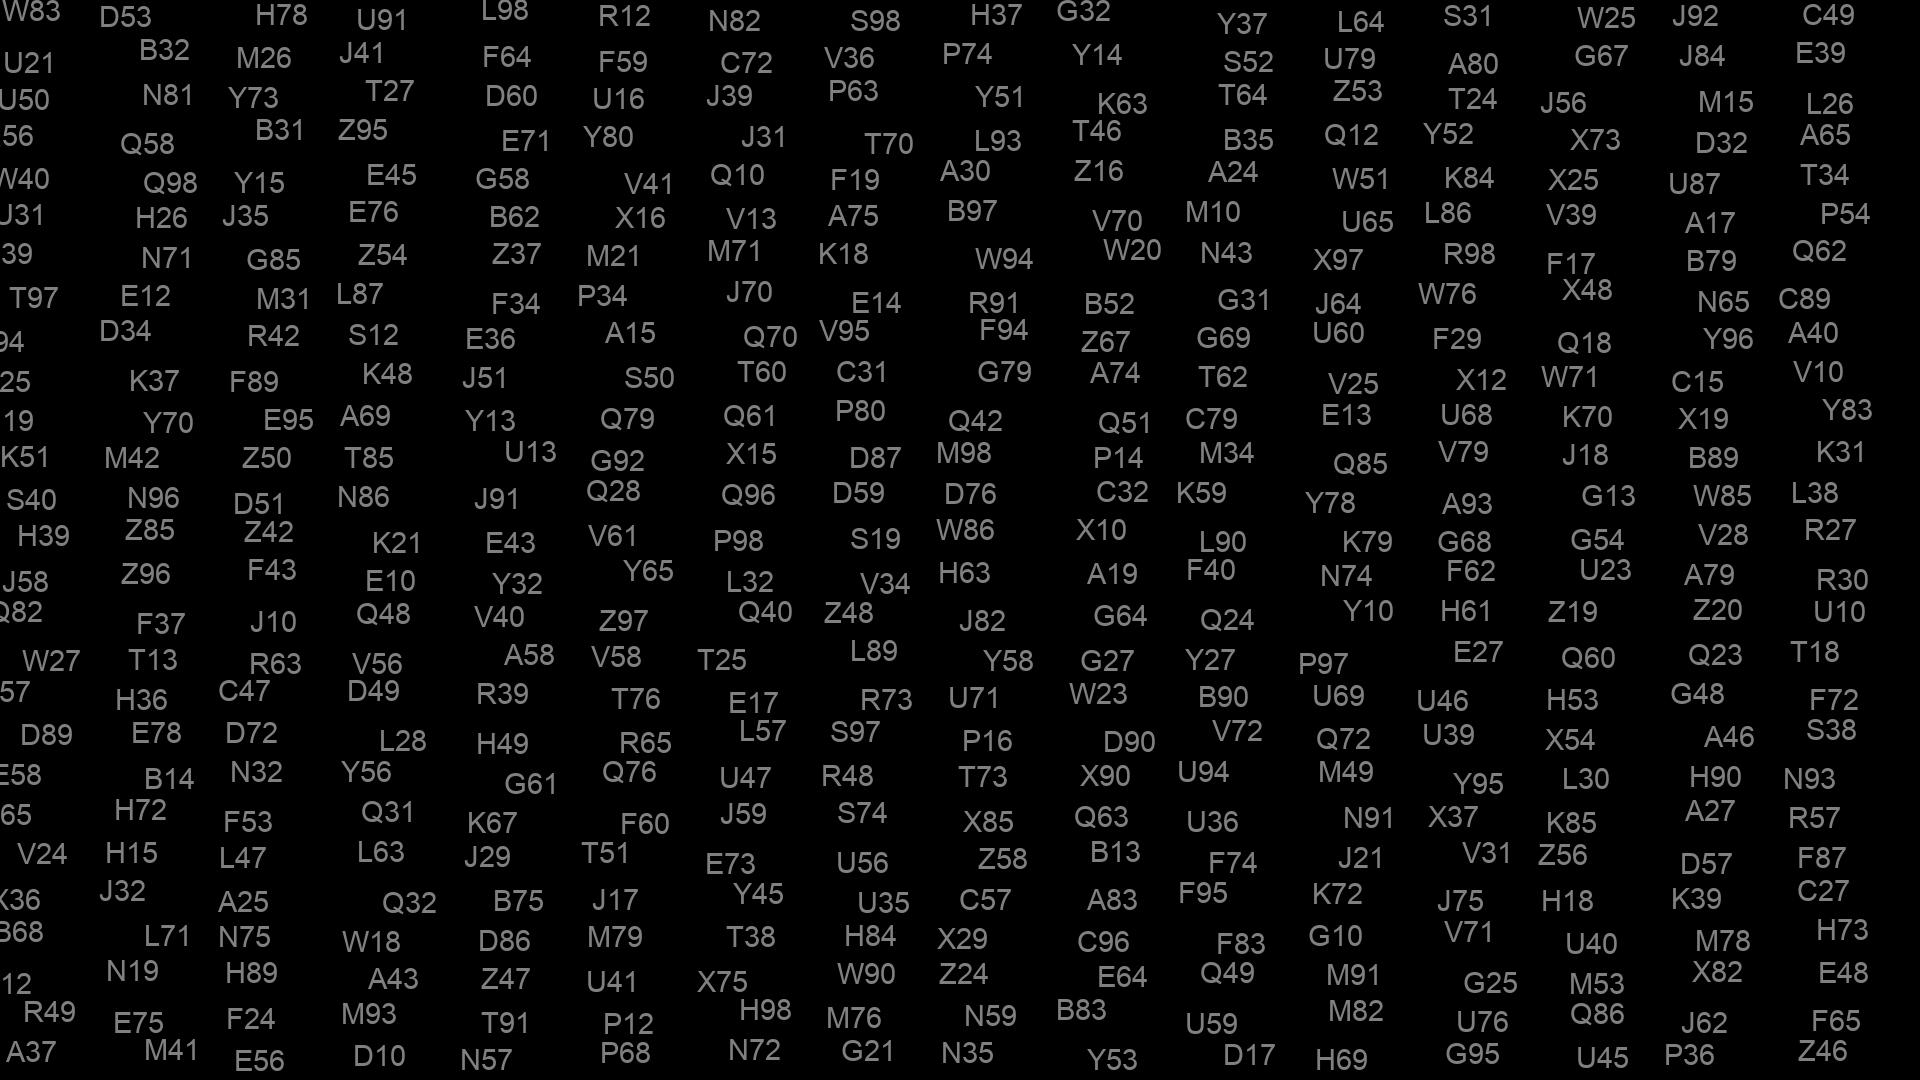 W83 D53 H78 U91 L98 R12 N82 S98 H37 G32 Y37 L64 S31 W25 J92 C49
U21 B32 M26 J41 F64 F59 C72 V36 P74 Y14 S52 U79 A80 G67 J84 E39
U50 N81 Y73 T27 D60 U16 J39 P63 Y51 K63 T64 Z53 T24 J56 M15 L26
56 Q58 B31 Z95 E71 Y80 J31 T70 L93 T46 B35 Q12 Y52 X73 D32 A65
W40 Q98 Y15 E45 G58 V41 Q10 F19 A30 Z16 A24 W51 K84 X25 U87 T34
U31 H26 J35 E76 B62 X16 V13 A75 B97 V70 M10 U65 L86 V39 A17 P54
39 N71 G85 Z54 Z37 M21 M71 K18 W94 W20 N43 X97 R98 F17 B79 Q62
T97 E12 M31 L87 F34 P34 J70 E14 R91 B52 G31 J64 W76 X48 N65 C89
94 D34 R42 S12 E36 A15 Q70 V95 F94 Z67 G69 U60 F29 Q18 Y96 A40
25 K37 F89 K48 J51 S50 T60 C31 G79 A74 T62 V25 X12 W71 C15 V10
19 Y70 E95 A69 Y13 Q79 Q61 P80 Q42 Q51 C79 E13 U68 K70 X19 Y83
K51 M42 Z50 T85 U13 G92 X15 D87 M98 P14 M34 Q85 V79 J18 B89 K31
S40 N96 D51 N86 J91 Q28 Q96 D59 D76 C32 K59 Y78 A93 G13 W85 L38
H39 Z85 Z42 K21 E43 V61 P98 S19 W86 X10 L90 K79 G68 G54 V28 R27
J58 Z96 F43 E10 Y32 Y65 L32 V34 H63 A19 F40 N74 F62 U23 A79 R30
Q82 F37 J10 Q48 V40 Z97 Q40 Z48 J82 G64 Q24 Y10 H61 Z19 Z20 U10
W27 T13 R63 V56 A58 V58 T25 L89 Y58 G27 Y27 P97 E27 Q60 Q23 T18
57 H36 C47 D49 R39 T76 E17 R73 U71 W23 B90 U69 U46 H53 G48 F72
D89 E78 D72 L28 H49 R65 L57 S97 P16 D90 V72 Q72 U39 X54 A46 S38
E58 B14 N32 Y56 G61 Q76 U47 R48 T73 X90 U94 M49 Y95 L30 H90 N93
65 H72 F53 Q31 K67 F60 J59 S74 X85 Q63 U36 N91 X37 K85 A27 R57
V24 H15 L47 L63 J29 T51 E73 U56 Z58 B13 F74 J21 V31 Z56 D57 F87
36 J32 A25 Q32 B75 J17 Y45 U35 C57 A83 F95 K72 J75 H18 K39 C27
B68 L71 N75 W18 D86 M79 T38 H84 X29 C96 F83 G10 V71 U40 M78 H73
12 N19 H89 A43 Z47 U41 X75 W90 Z24 E64 Q49 M91 G25 M53 X82 E48
R49 E75 F24 M93 T91 P12 H98 M76 N59 B83 U59 M82 U76 Q86 J62 F65
A37 M41 E56 D10 N57 P68 N72 G21 N35 Y53 D17 H69 G95 U45 P36 Z46